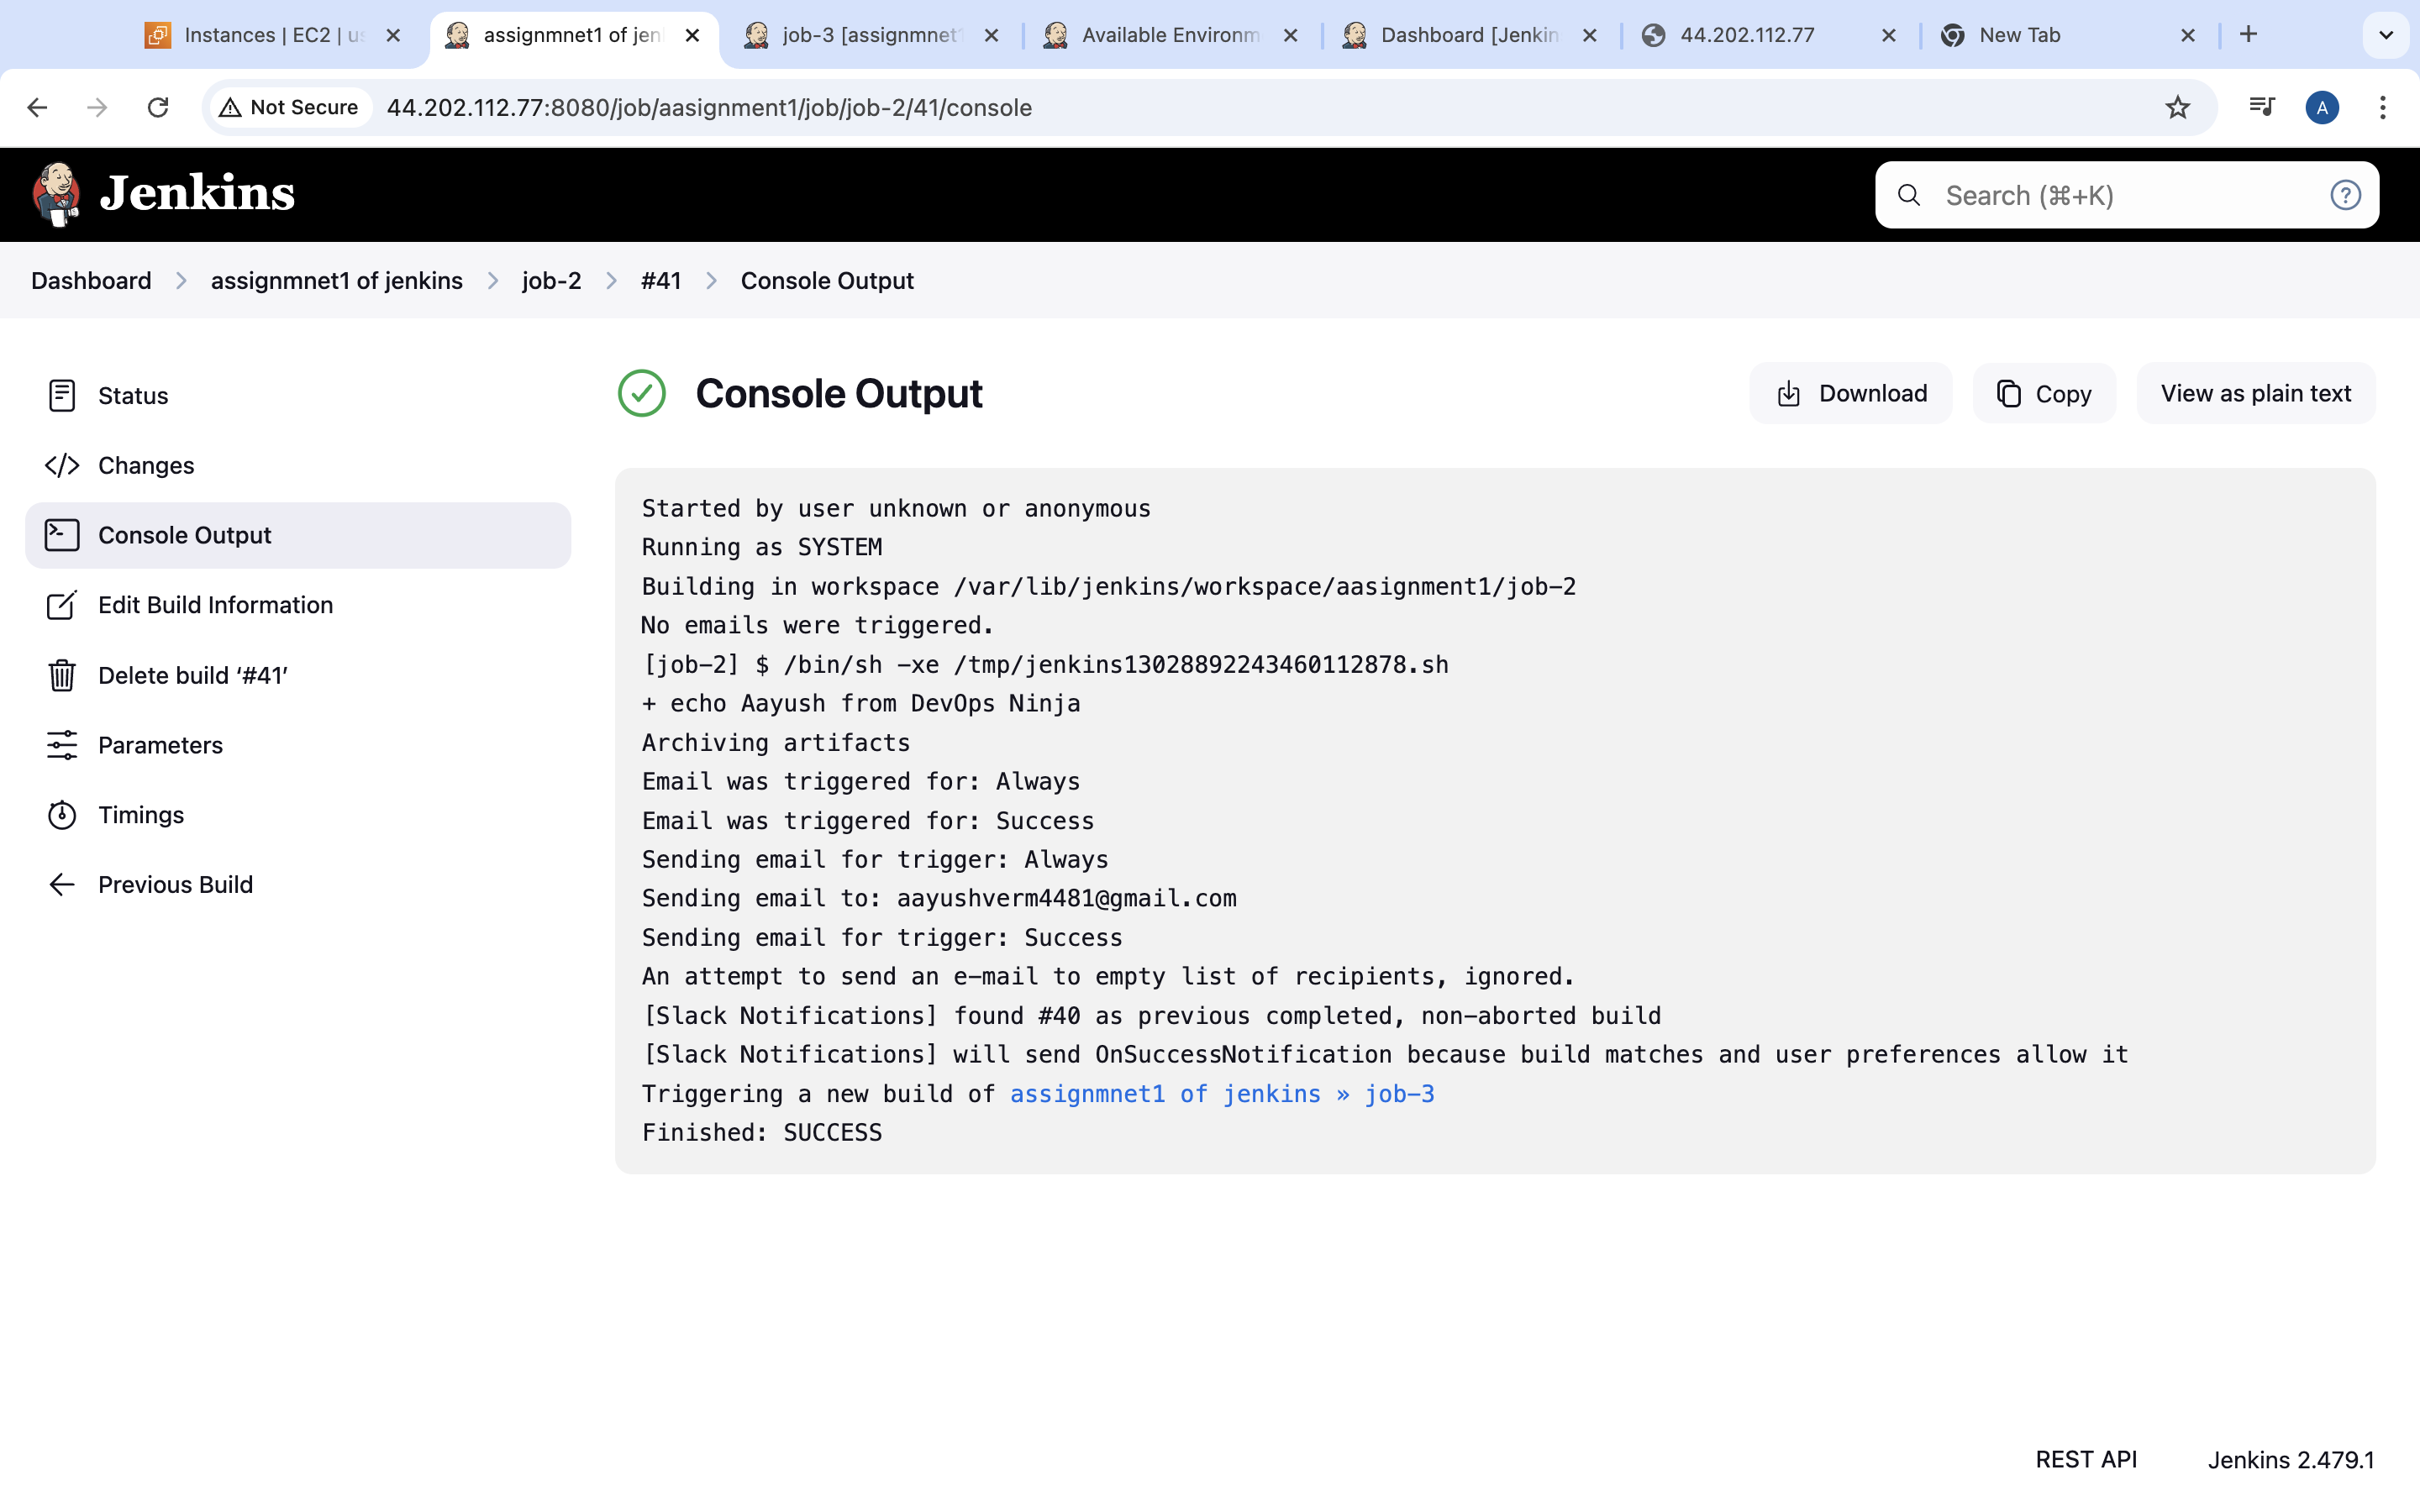 Instances | EC2 | us
assignmnet1 of jen
job-3 [assignmnet1
Available Environm
Dashboard [Jenkin
44.202.112.77
New Tab
Not Secure
44.202.112.77:8080/job/aasignment1/job/job-2/41/console
A
Jenkins
Search (⌘+K)
?
Dashboard > assignmnet1 of jenkins > job-2 > #41 > Console Output
Status
Changes
Console Output
Edit Build Information
Delete build ‘#41’
Parameters
Timings
Previous Build
Console Output
Download
Copy
View as plain text
Started by user unknown or anonymous
Running as SYSTEM
Building in workspace /var/lib/jenkins/workspace/aasignment1/job-2
No emails were triggered.
[job-2] $ /bin/sh -xe /tmp/jenkins13028892243460112878.sh
+ echo Aayush from DevOps Ninja
Archiving artifacts
Email was triggered for: Always
Email was triggered for: Success
Sending email for trigger: Always
Sending email to: aayushverm4481@gmail.com
Sending email for trigger: Success
An attempt to send an e-mail to empty list of recipients, ignored.
[Slack Notifications] found #40 as previous completed, non-aborted build
[Slack Notifications] will send OnSuccessNotification because build matches and user preferences allow it
Triggering a new build of assignmnet1 of jenkins » job-3
Finished: SUCCESS
REST API
Jenkins 2.479.1